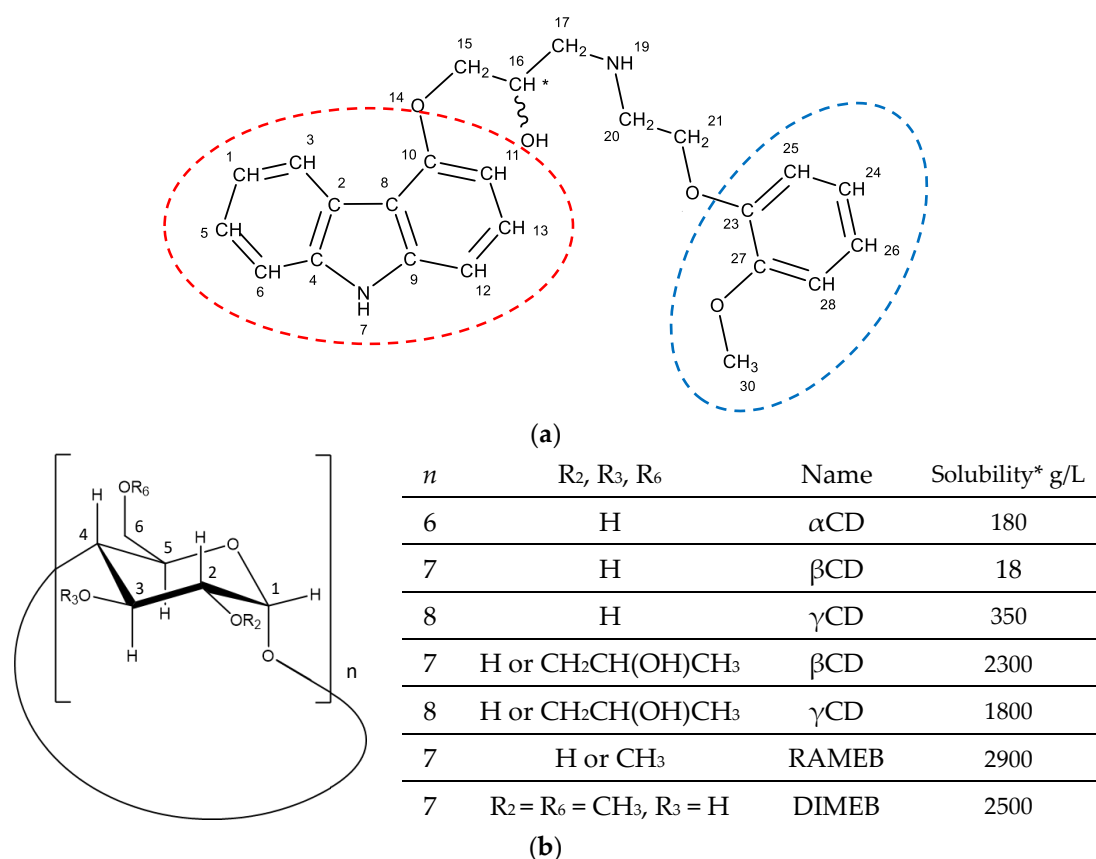 17
15
CH2
NH
19
16
CH2
CH
*
14
O
OH
CH2
21
20
CH2
3
10
11
25
1
CH
C
CH
CH
24
CH
2
8
O
CH
C
C
C
23
CH
5
CH
CH
13
26
C
C
CH
27
C
CH
6
4
9
12
28
NH
O
7
CH3
30
(a)
n R2, R3, R6 Name Solubility* g/L
6 H αCD 180
7 H βCD 18
8 H γCD 350
7 H or CH2CH(OH)CH3 βCD 2300
8 H or CH2CH(OH)CH3 γCD 1800
7 H or CH3 RAMEB 2900
7 R2 = R6 = CH3, R3 = H DIMEB 2500
OR6
H
6
4
H
5
O
2
R3O
1
3
H
H
OR2
H
O
n
(b)